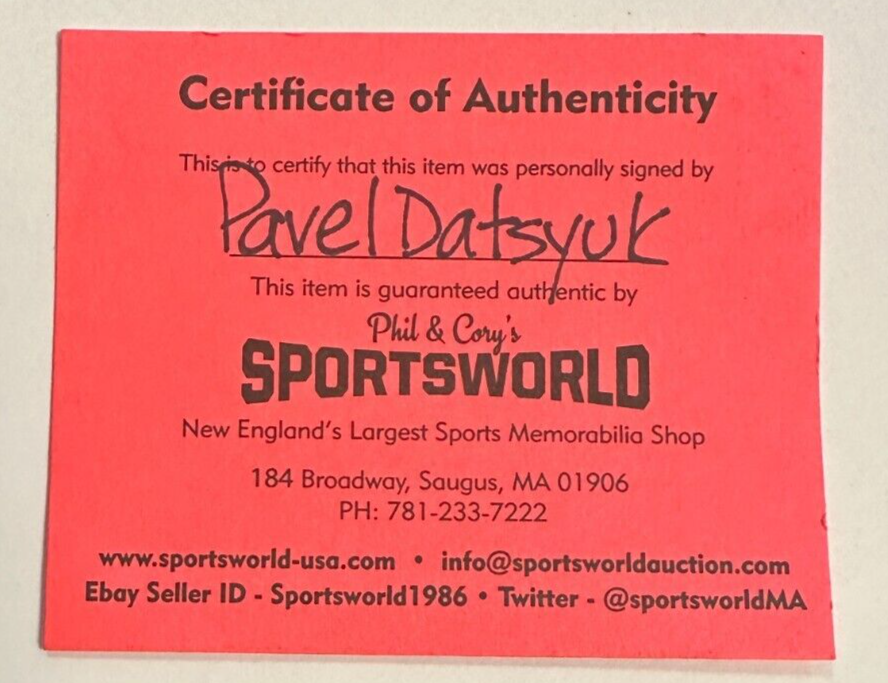 Certificate of Authenticity
This is to certify that this item was personally signed by
Pavel Datsyuk
This item is guaranteed authentic by
Phil & Cory's
SPORTSWORLD
New England's Largest Sports Memorabilia Shop
184 Broadway, Saugus, MA 01906
PH: 781-233-7222
www.sportsworld-usa.com • info@sportsworldauction.com
Ebay Seller ID - Sportsworld1986 • Twitter - @sportsworldMA